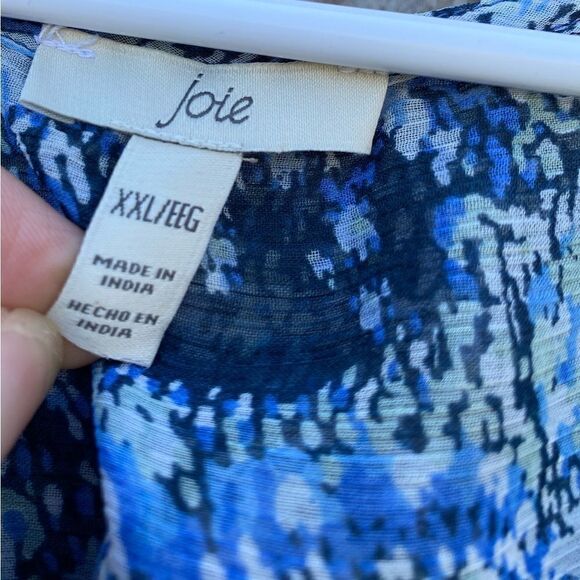 joie
XXL/EEG
MADE IN
INDIA
HECHO EN
INDIA